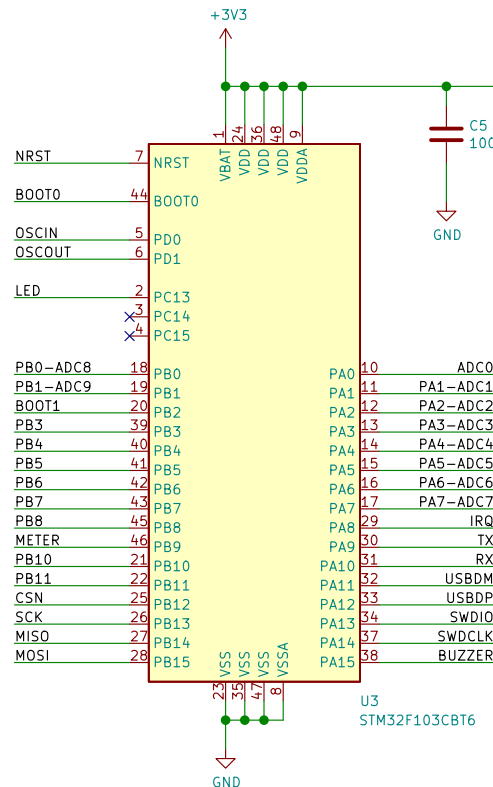 +3V3
1 24 36 48 9
VBAT VDD VDD VDD VDDA
C5
100
GND
NRST 7 NRST
BOOT0 44 BOOT0
OSCIN 5 PD0
OSCOUT 6 PD1
LED 2 PC13
3 PC14
4 PC15
PB0-ADC8 18 PB0 PA0 10 ADC0
PB1-ADC9 19 PB1 PA1 11 PA1-ADC1
BOOT1 20 PB2 PA2 12 PA2-ADC2
PB3 39 PB3 PA3 13 PA3-ADC3
PB4 40 PB4 PA4 14 PA4-ADC4
PB5 41 PB5 PA5 15 PA5-ADC5
PB6 42 PB6 PA6 16 PA6-ADC6
PB7 43 PB7 PA7 17 PA7-ADC7
PB8 45 PB8 PA8 29 IRQ
METER 46 PB9 PA9 30 TX
PB10 21 PB10 PA10 31 RX
PB11 22 PB11 PA11 32 USBDM
CSN 25 PB12 PA12 33 USBDP
SCK 26 PB13 PA13 34 SWDIO
MISO 27 PB14 PA14 37 SWDCLK
MOSI 28 PB15 PA15 38 BUZZER
VSS VSS VSS VSSA
23 35 47 8
U3
STM32F103CBT6
GND